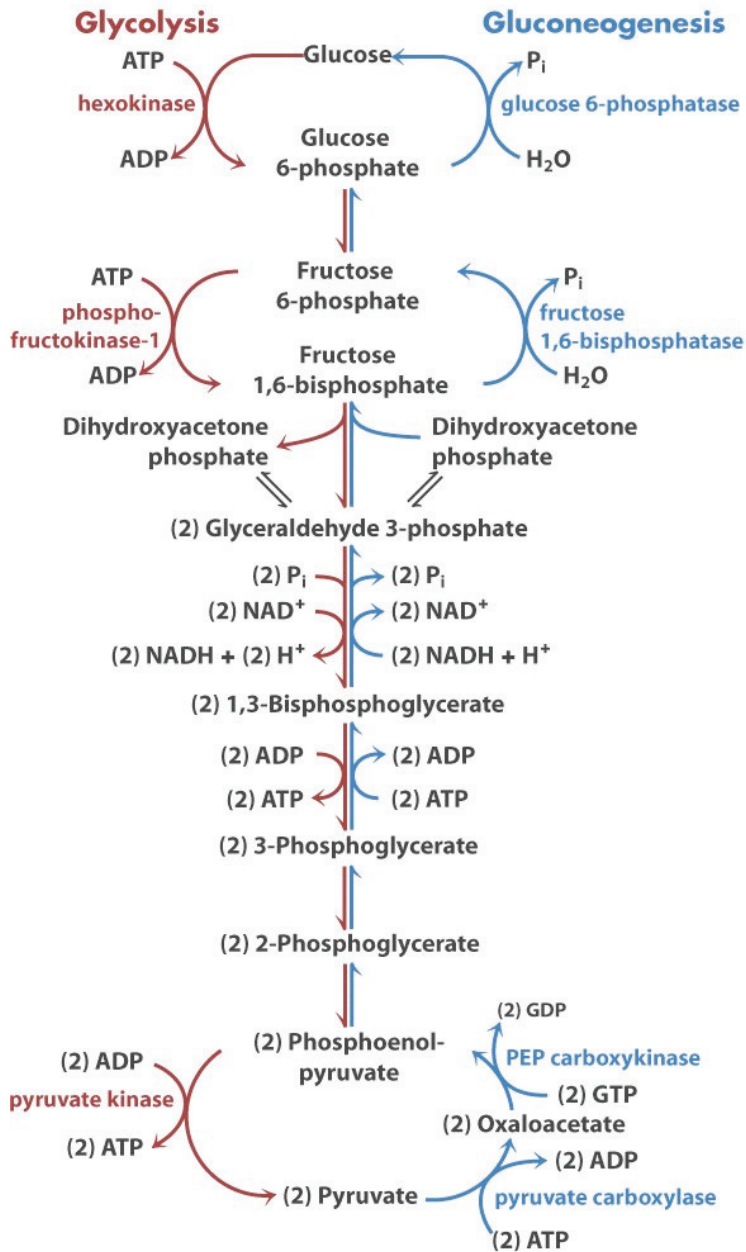 Glycolysis
Gluconeogenesis
ATP
Glucose
Pi
hexokinase
glucose 6-phosphatase
ADP
Glucose
6-phosphate
H2O
ATP
Fructose
6-phosphate
Pi
phospho-
fructokinase-1
fructose
1,6-bisphosphatase
ADP
Fructose
1,6-bisphosphate
H2O
Dihydroxyacetone
phosphate
Dihydroxyacetone
phosphate
(2) Glyceraldehyde 3-phosphate
(2) Pi
(2) Pi
(2) NAD+
(2) NAD+
(2) NADH + (2) H+
(2) NADH + H+
(2) 1,3-Bisphosphoglycerate
(2) ADP
(2) ADP
(2) ATP
(2) ATP
(2) 3-Phosphoglycerate
(2) 2-Phosphoglycerate
(2) GDP
(2) ADP
(2) Phosphoenol-
pyruvate
PEP carboxykinase
pyruvate kinase
(2) GTP
(2) ATP
(2) Oxaloacetate
(2) ADP
(2) Pyruvate
pyruvate carboxylase
(2) ATP